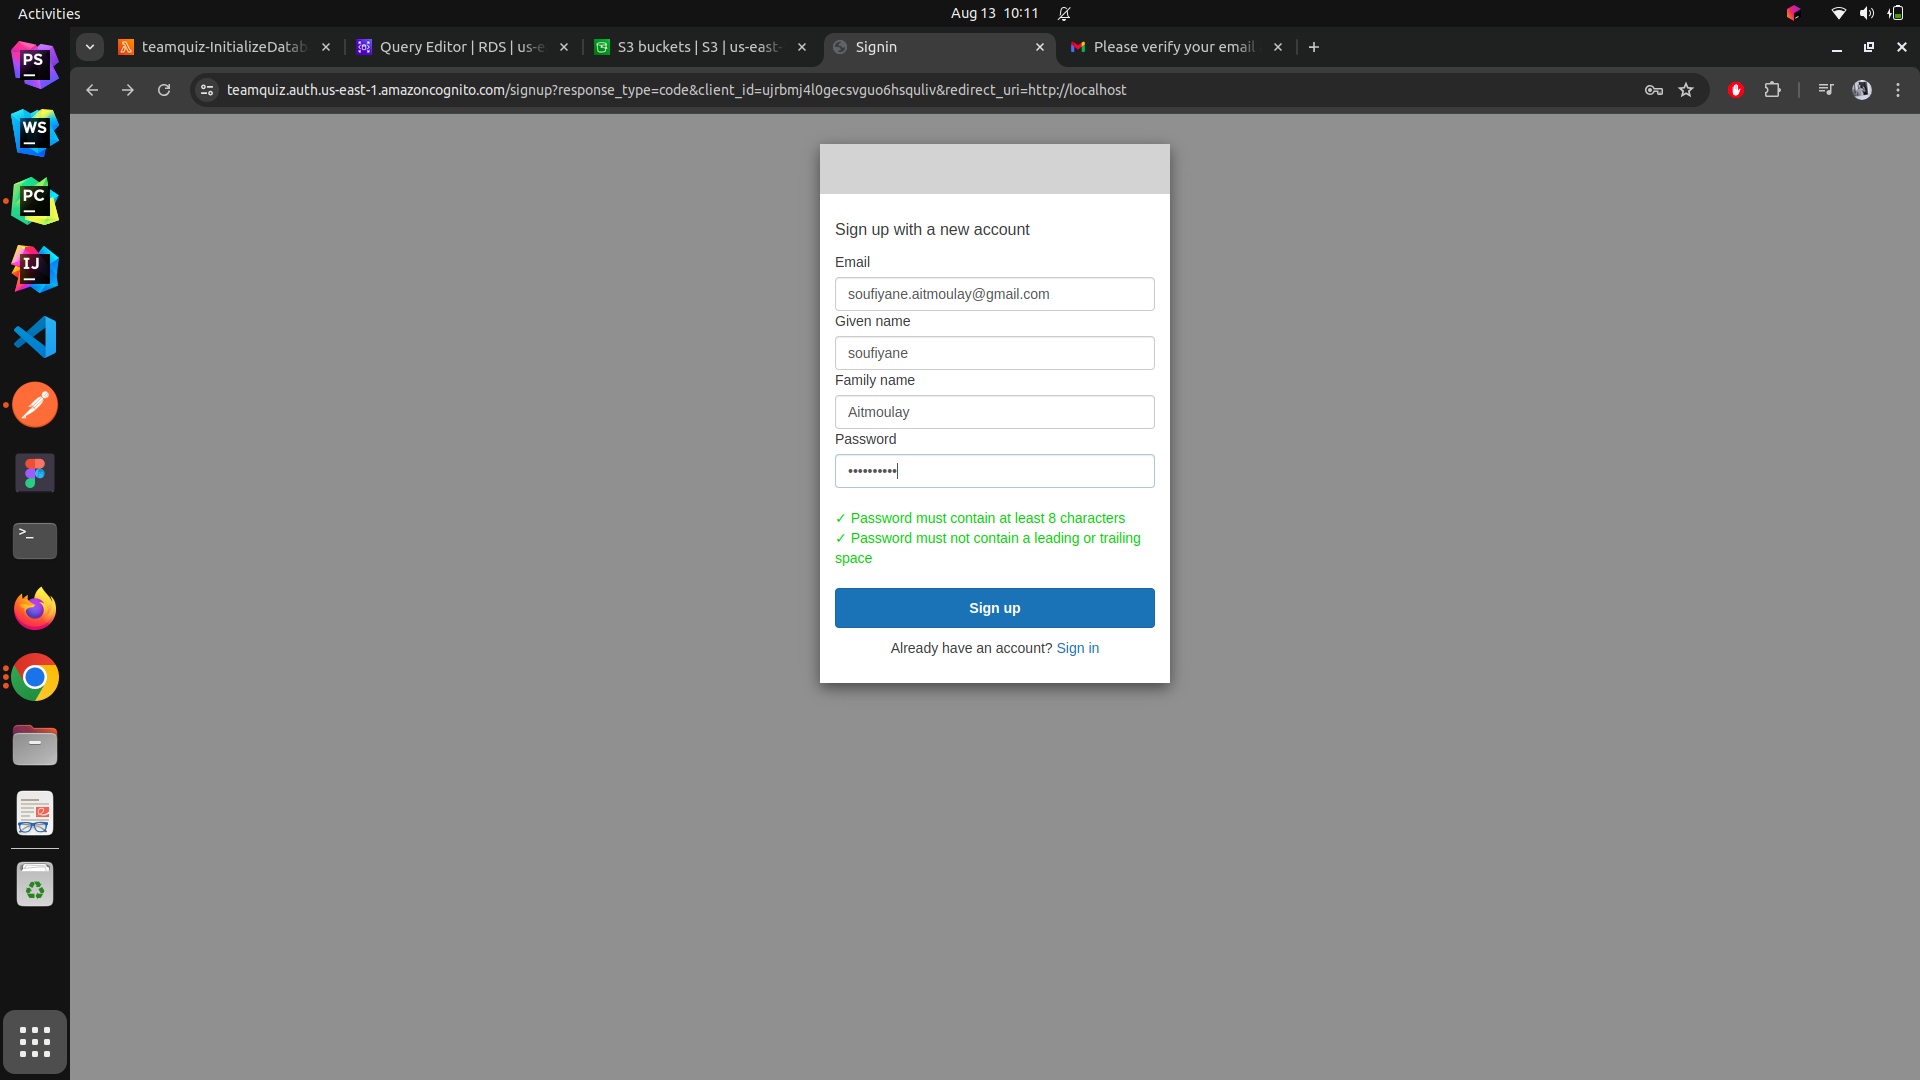 Activities
Aug 13 10:11
teamquiz-InitializeDatab
Query Editor | RDS | us-e
S3 buckets | S3 | us-east-
Signin
Please verify your email
teamquiz.auth.us-east-1.amazoncognito.com/signup?response_type=code&client_id=ujrbmj4l0gecsvguo6hsquliv&redirect_uri=http://localhost
PS
WS
PC
IJ
>_
Sign up with a new account
Email
soufiyane.aitmoulay@gmail.com
Given name
soufiyane
Family name
Aitmoulay
Password
••••••••••
✓ Password must contain at least 8 characters
✓ Password must not contain a leading or trailing
space
Sign up
Already have an account? Sign in